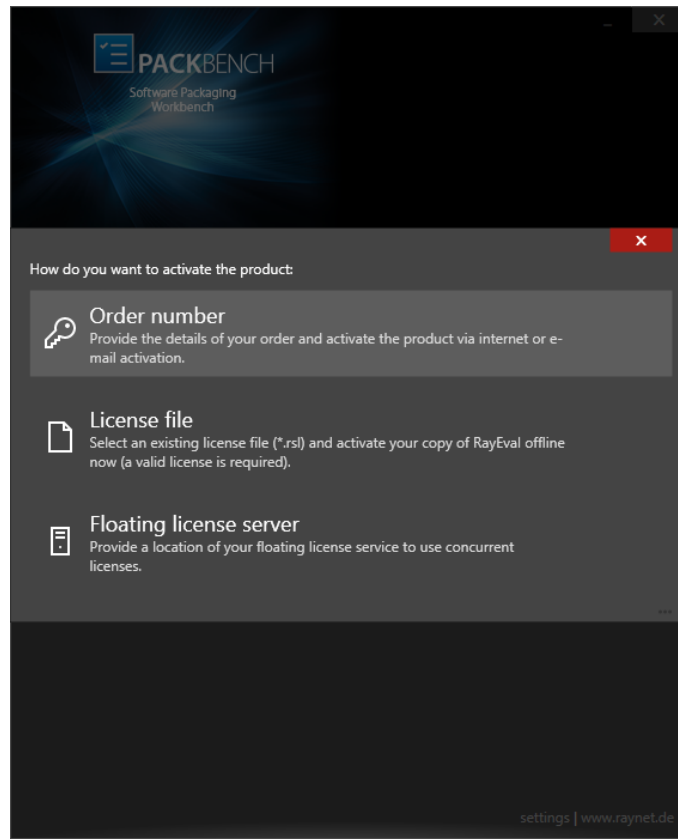 PACKBENCH
Software Packaging
Workbench
How do you want to activate the product:
Order number
Provide the details of your order and activate the product via internet or e-
mail activation.
License file
Select an existing license file (*.rsl) and activate your copy of RayEval offline
now (a valid license is required).
Floating license server
Provide a location of your floating license service to use concurrent
licenses.
...
settings | www.raynet.de